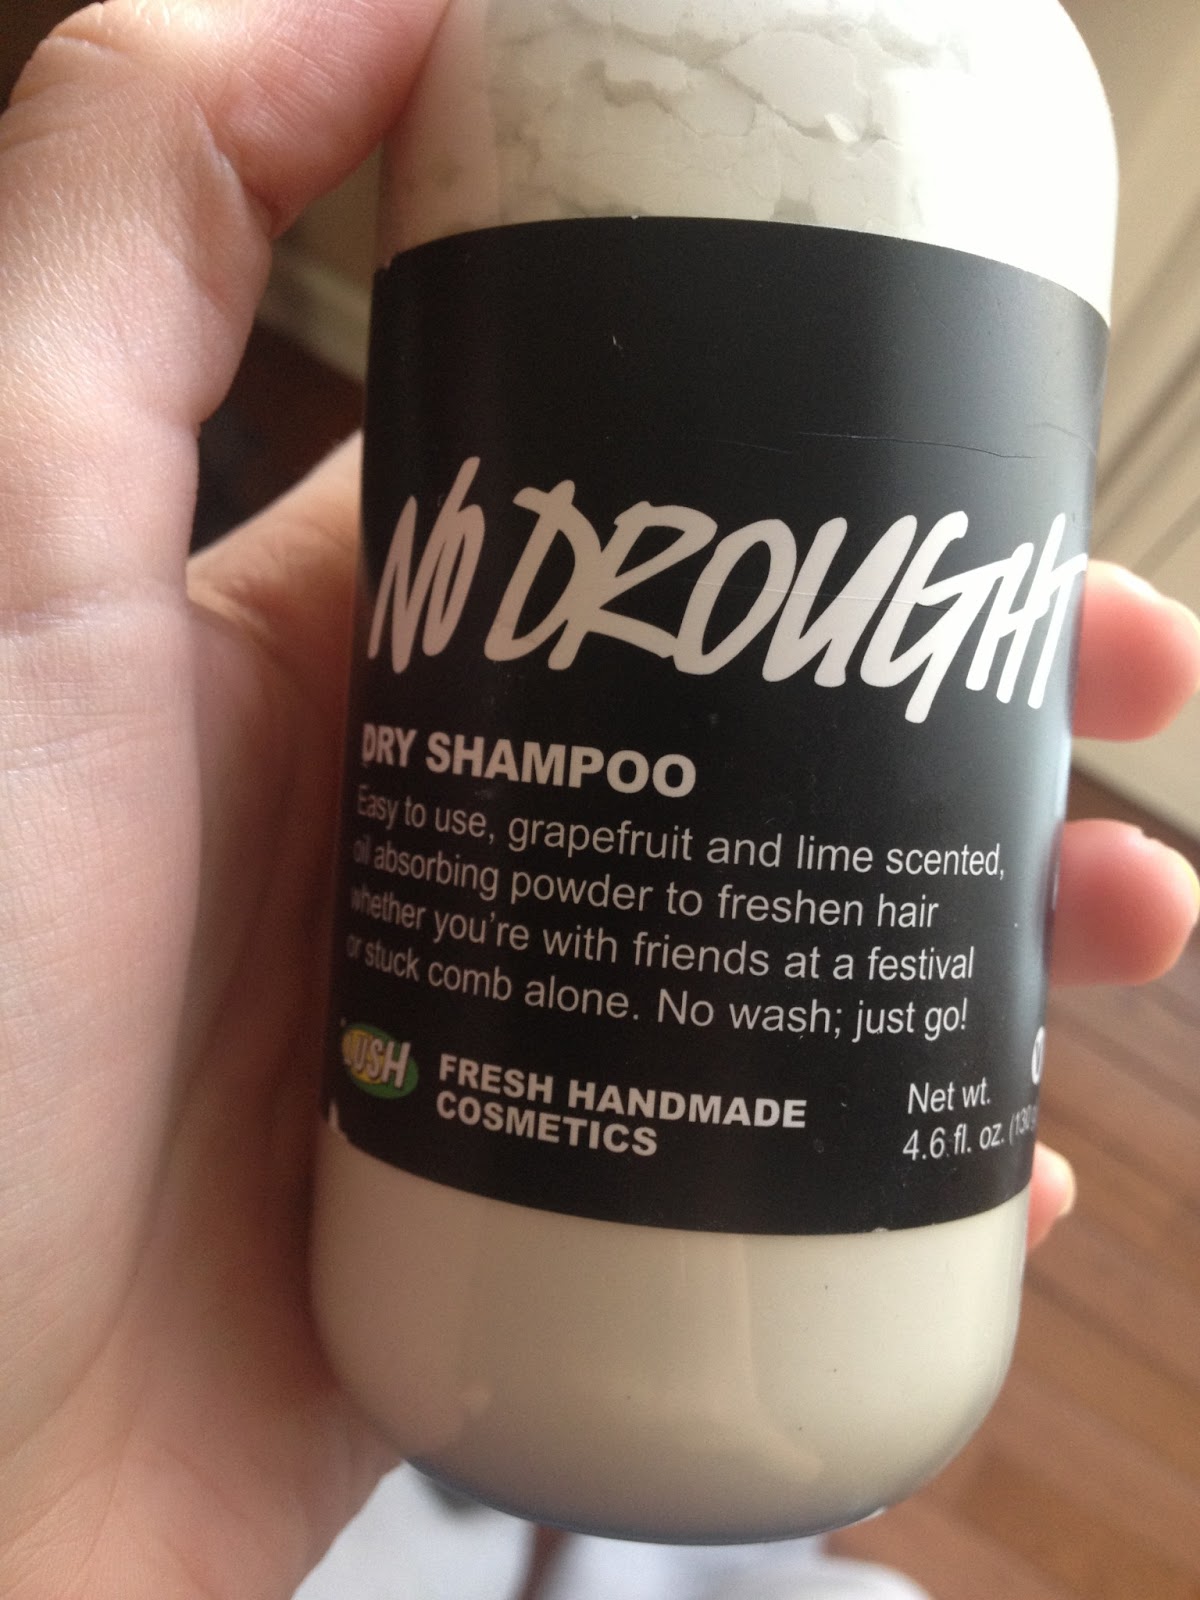 NO DROUGHT
DRY SHAMPOO
Easy to use, grapefruit and lime scented,
oil absorbing powder to freshen hair
whether you're with friends at a festival
or stuck comb alone. No wash; just go!
LUSH
FRESH HANDMADE
COSMETICS
Net wt.
4.6 fl. oz. (130 g